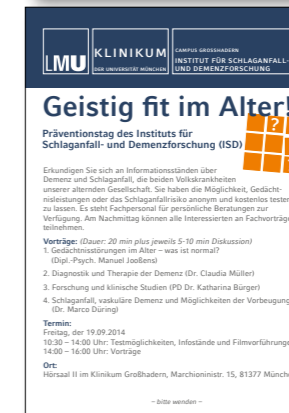 LMU
KLINIKUM
DER UNIVERSITÄT MÜNCHEN
CAMPUS GROSSHADERN
INSTITUT FÜR SCHLAGANFALL-
UND DEMENZFORSCHUNG
Geistig fit im Alter!
Präventionstag des Instituts für
Schlaganfall- und Demenzforschung (ISD)
?
?
Erkundigen Sie sich an Informationsständen über
Demenz und Schlaganfall, die beiden Volkskrankheiten
unserer alternden Gesellschaft. Sie haben die Möglichkeit, Gedächt-
nisleistungen oder das Schlaganfallrisiko anonym und kostenlos testen
zu lassen. Es steht Fachpersonal für persönliche Beratungen zur
Verfügung. Am Nachmittag können alle Interessierten an Fachvorträgen
teilnehmen.
Vorträge: (Dauer: 20 min plus jeweils 5-10 min Diskussion)
1. Gedächtnisstörungen im Alter – was ist normal?
(Dipl.-Psych. Manuel Jooßens)
2. Diagnostik und Therapie der Demenz (Dr. Claudia Müller)
3. Forschung und klinische Studien (PD Dr. Katharina Bürger)
4. Schlaganfall, vaskuläre Demenz und Möglichkeiten der Vorbeugung
(Dr. Marco Düring)
Termin:
Freitag, der 19.09.2014
10:30 – 14:00 Uhr: Testmöglichkeiten, Infostände und Filmvorführungen
14:00 – 16:00 Uhr: Vorträge
Ort:
Hörsaal II im Klinikum Großhadern, Marchioninistr. 15, 81377 München
– bitte wenden –